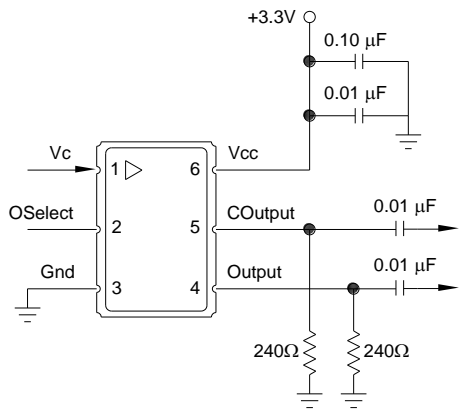 +3.3V
0.10 μF
0.01 μF
Vc
1
6
Vcc
OSelect
2
5
COutput
0.01 μF
Gnd
3
4
Output
0.01 μF
240Ω
240Ω